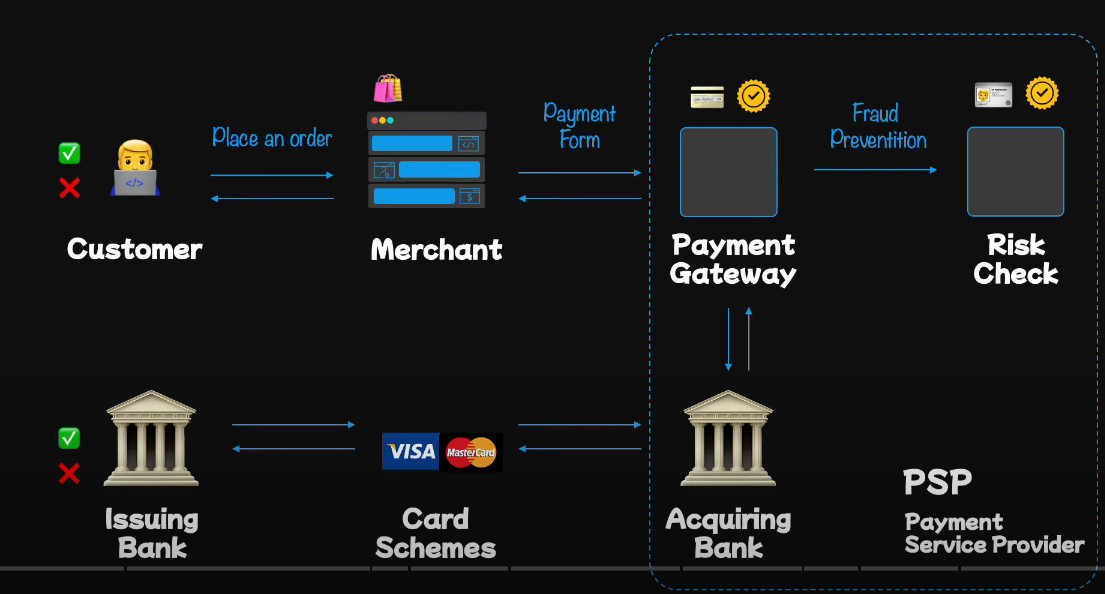 Place an order
Payment
Form
Fraud
Prevention
</>
$
Customer
</>
Merchant
Payment
Gateway
Risk
Check
VISA
MasterCard
Issuing
Bank
Card
Schemes
Acquiring
Bank
PSP
Payment
Service Provider